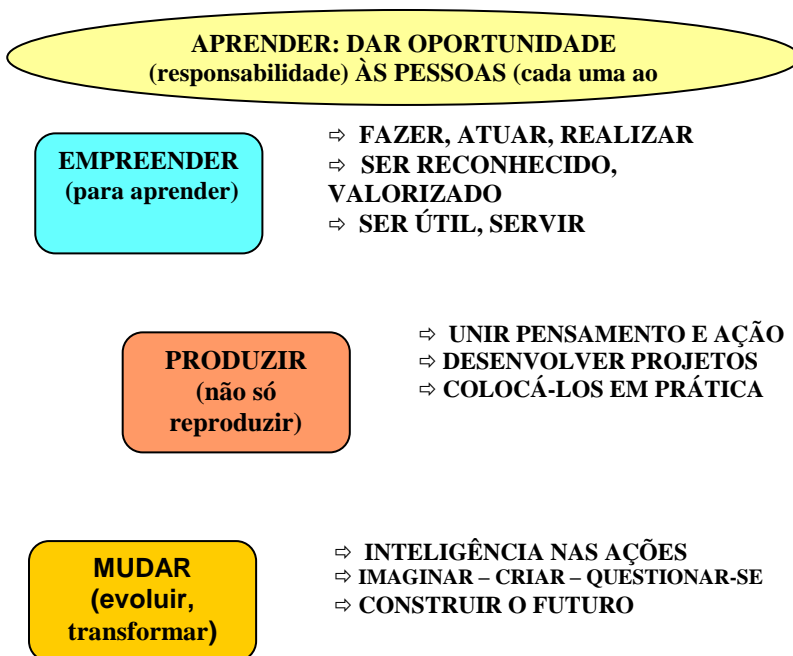 APRENDER: DAR OPORTUNIDADE
(responsabilidade) ÀS PESSOAS (cada uma ao
EMPREENDER
(para aprender)
⇨ FAZER, ATUAR, REALIZAR
⇨ SER RECONHECIDO,
VALORIZADO
⇨ SER ÚTIL, SERVIR
PRODUZIR
(não só
reproduzir)
⇨ UNIR PENSAMENTO E AÇÃO
⇨ DESENVOLVER PROJETOS
⇨ COLOCÁ-LOS EM PRÁTICA
MUDAR
(evoluir,
transformar)
⇨ INTELIGÊNCIA NAS AÇÕES
⇨ IMAGINAR – CRIAR – QUESTIONAR-SE
⇨ CONSTRUIR O FUTURO